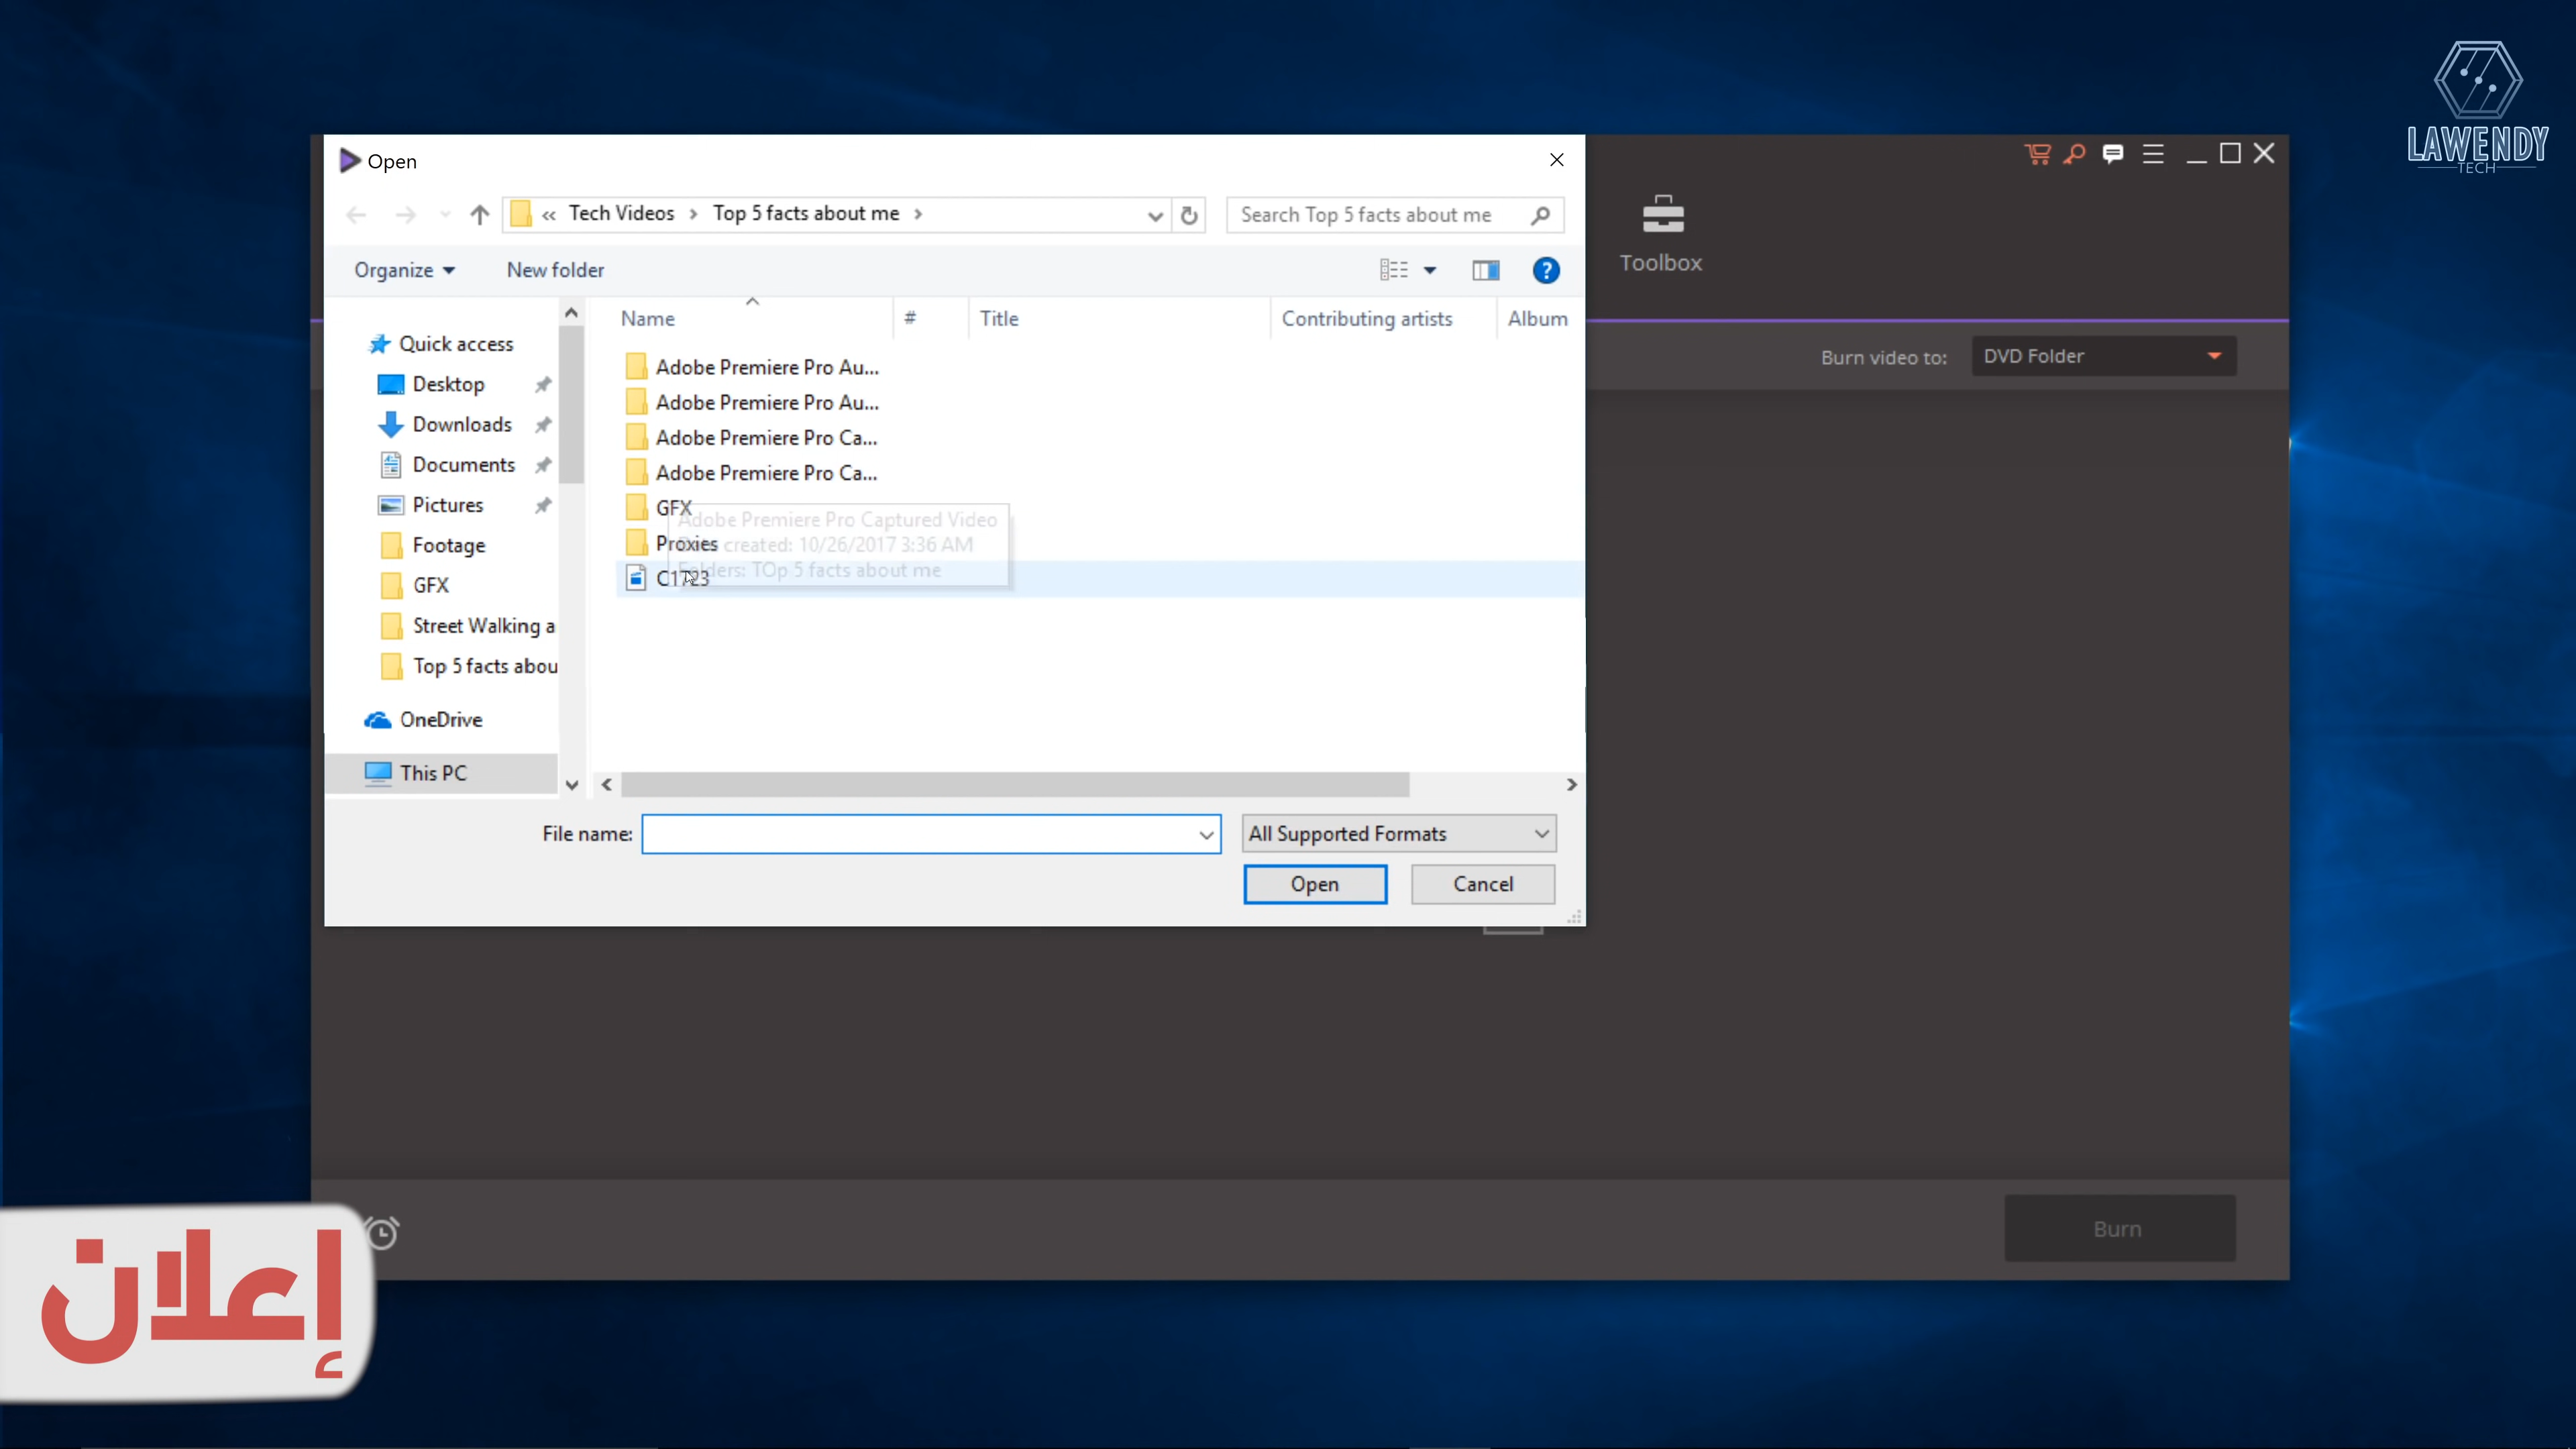 LAWENDY
TECH
Open
« Tech Videos > Top 5 facts about me >
Search Top 5 facts about me
Organize
New folder
Toolbox
Name
#
Title
Contributing artists
Album
Quick access
Desktop
Downloads
Documents
Pictures
Footage
GFX
Street Walking a
Top 5 facts abou
OneDrive
This PC
Adobe Premiere Pro Au...
Adobe Premiere Pro Au...
Adobe Premiere Pro Ca...
Adobe Premiere Pro Ca...
GFX
Proxies
C1723
Adobe Premiere Pro Captured Video
created: 10/26/2017 3:36 AM
Folders: TOp 5 facts about me
Burn video to:
DVD Folder
File name:
All Supported Formats
Open
Cancel
Burn
إعلان